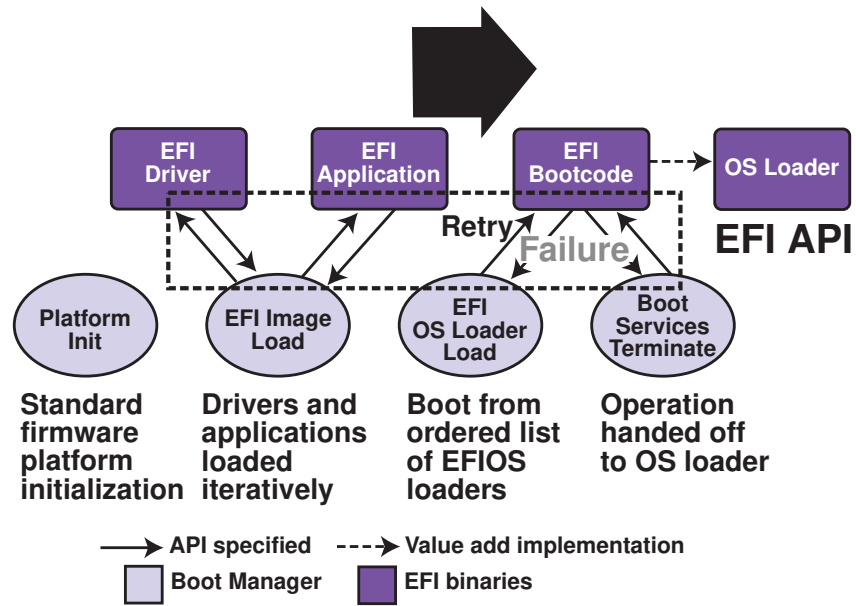 EFI
Driver
EFI
Application
EFI
Bootcode
OS Loader
Retry
Failure
EFI API
Platform
Init
EFI Image
Load
EFI
OS Loader
Load
Boot
Services
Terminate
Standard
firmware
platform
initialization
Drivers and
applications
loaded
iteratively
Boot from
ordered list
of EFIOS
loaders
Operation
handed off
to OS loader
API specified
Value add implementation
Boot Manager
EFI binaries